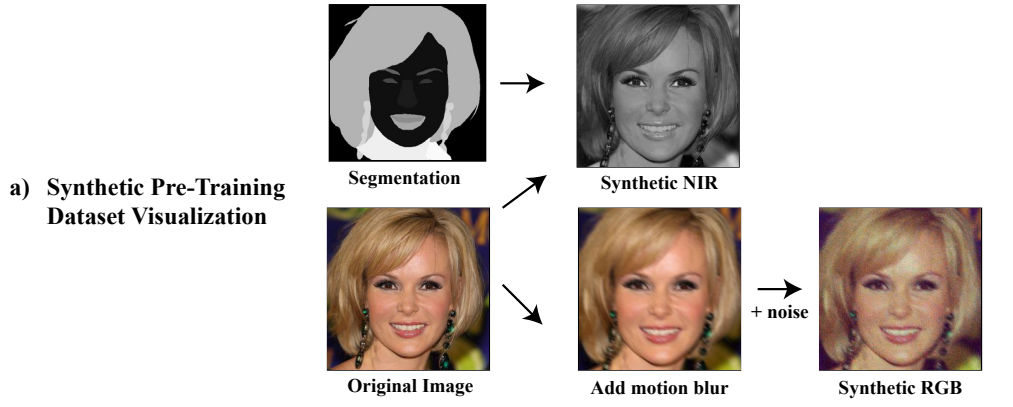 Segmentation
Synthetic NIR
a) Synthetic Pre-Training
Dataset Visualization
+ noise
Original Image
Add motion blur
Synthetic RGB